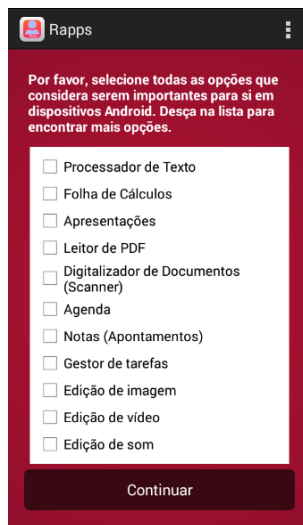 Rapps
Por favor, selecione todas as opções que
considera serem importantes para si em
dispositivos Android. Desça na lista para
encontrar mais opções.
Processador de Texto
Folha de Cálculos
Apresentações
Leitor de PDF
Digitalizador de Documentos
(Scanner)
Agenda
Notas (Apontamentos)
Gestor de tarefas
Edição de imagem
Edição de vídeo
Edição de som
Continuar